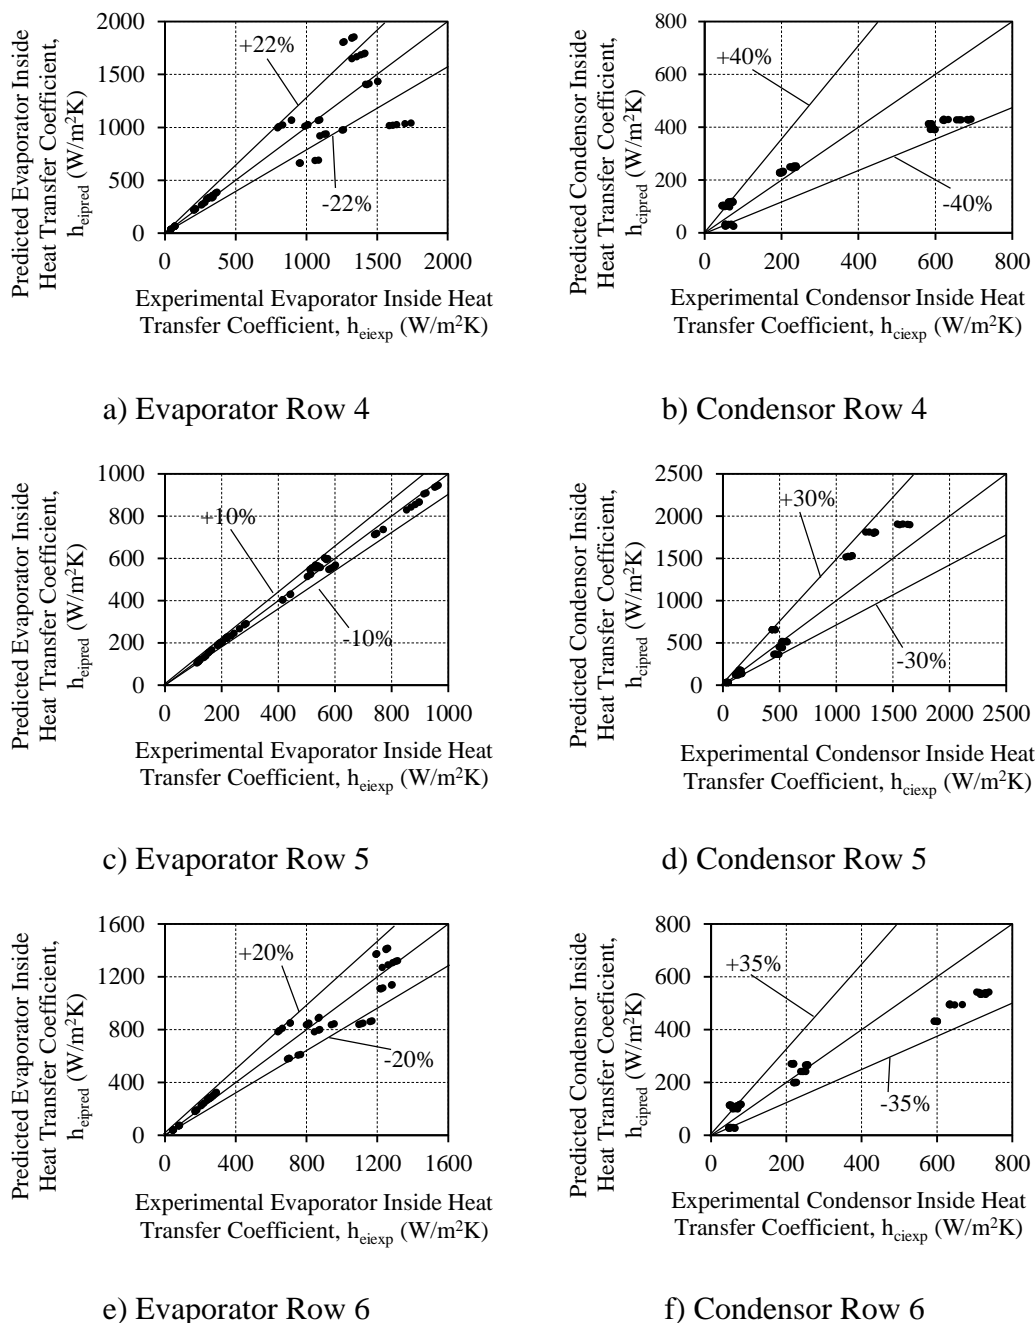 Predicted Evaporator Inside
Heat Transfer Coefficient,
h_eipred (W/m²K)
2000
1500
1000
500
0
+22%
-22%
0 500 1000 1500 2000
Experimental Evaporator Inside Heat
Transfer Coefficient, h_eiexp (W/m²K)
a) Evaporator Row 4
Predicted Condensor Inside
Heat Transfer Coefficient,
h_cipred (W/m²K)
800
600
400
200
0
+40%
-40%
0 200 400 600 800
Experimental Condensor Inside Heat
Transfer Coefficient, h_ciexp (W/m²K)
b) Condensor Row 4
Predicted Evaporator Inside
Heat Transfer Coefficient,
h_eipred (W/m²K)
1000
800
600
400
200
0
+10%
-10%
0 200 400 600 800 1000
Experimental Evaporator Inside Heat
Transfer Coefficient, h_eiexp (W/m²K)
c) Evaporator Row 5
Predicted Condensor Inside
Heat Transfer Coefficient,
h_cipred (W/m²K)
2500
2000
1500
1000
500
0
+30%
-30%
0 500 1000 1500 2000 2500
Experimental Condensor Inside Heat
Transfer Coefficient, h_ciexp (W/m²K)
d) Condensor Row 5
Predicted Evaporator Inside
Heat Transfer Coefficient,
h_eipred (W/m²K)
1600
1200
800
400
0
+20%
-20%
0 400 800 1200 1600
Experimental Evaporator Inside Heat
Transfer Coefficient, h_eiexp (W/m²K)
e) Evaporator Row 6
Predicted Condensor Inside
Heat Transfer Coeeficient,
h_cipred (W/m²K)
800
600
400
200
0
+35%
-35%
0 200 400 600 800
Experimental Condensor Inside Heat
Transfer Coefficient, h_ciexp (W/m²K)
f) Condensor Row 6